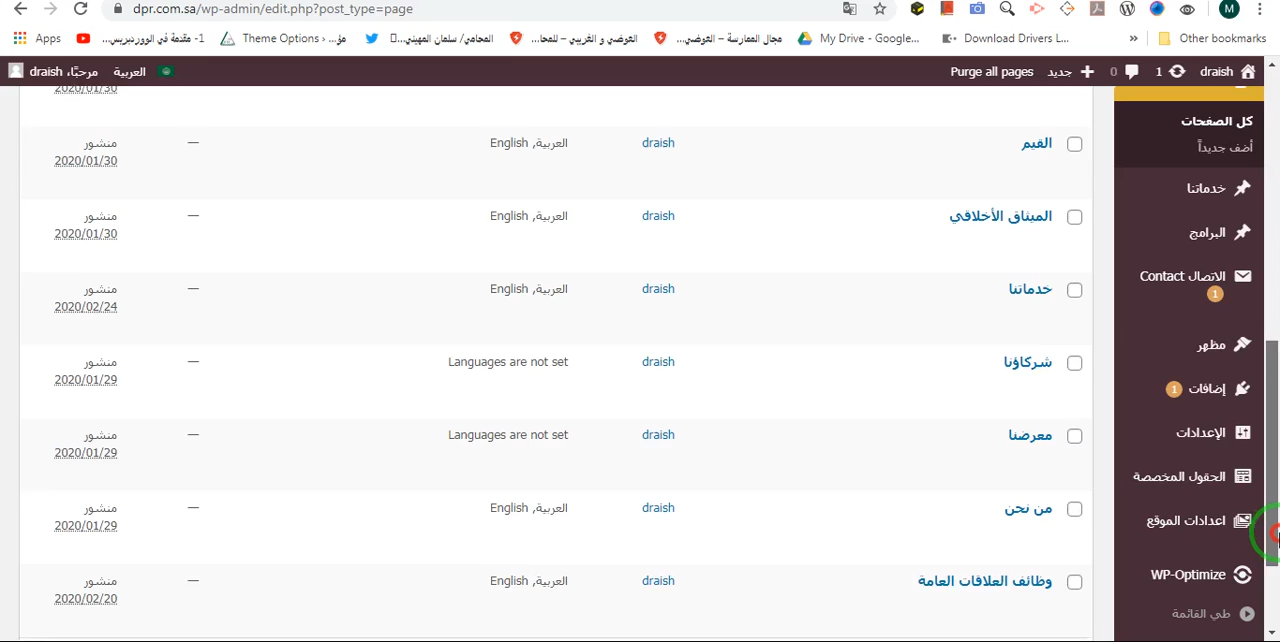 dpr.com.sa/wp-admin/edit.php?post_type=page
Apps
1- مقدمة في الووردبريس...
Theme Options › مؤ...
المحامي/ سلمان المهيني...
التوضي و الغريبي – للمحا...
مجال الممارسة – التوضي...
My Drive – Google...
Download Drivers L...
»
Other bookmarks
M
draish
1
0
جديد
Purge all pages
العربية
مرحبًا، draish
2020/01/30
القيم
draish
العربية, English
—
منشور
2020/01/30
الميثاق الأخلاقي
draish
العربية, English
—
منشور
2020/01/30
خدماتنا
draish
العربية, English
—
منشور
2020/02/24
شركاؤنا
draish
Languages are not set
—
منشور
2020/01/29
معرضنا
draish
Languages are not set
—
منشور
2020/01/29
من نحن
draish
العربية, English
—
منشور
2020/01/29
وظائف العلاقات العامة
draish
العربية, English
—
منشور
2020/02/20
كل الصفحات
أضف جديداً
خدماتنا
البرامج
الاتصال Contact
1
مظهر
إضافات
1
الإعدادات
الحقول المخصصة
اعدادات الموقع
WP-Optimize
طي القائمة